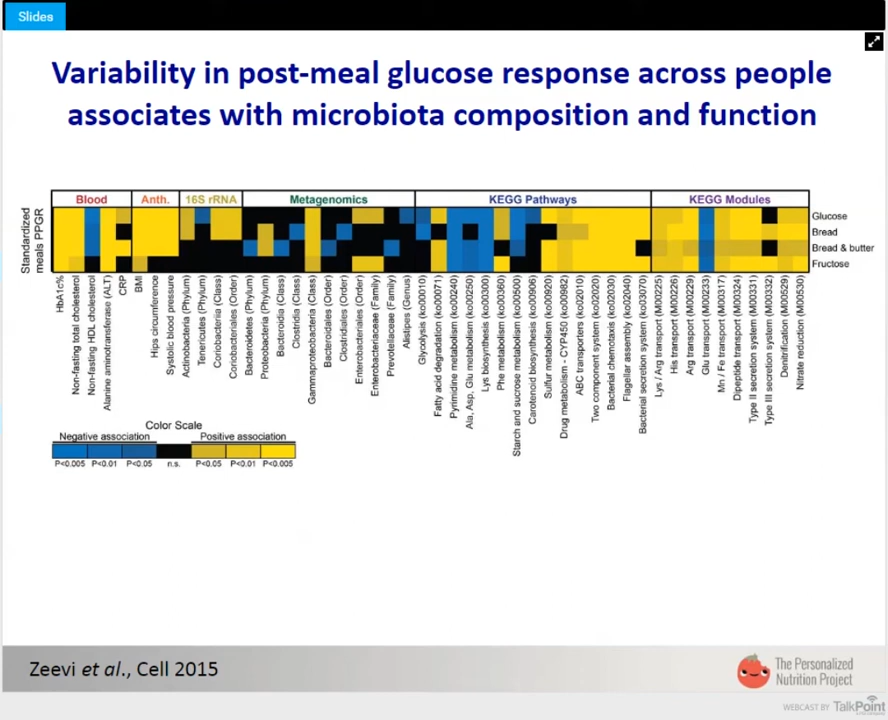 Slides
Variability in post-meal glucose response across people
associates with microbiota composition and function
Blood
Anth.
16S rRNA
Metagenomics
KEGG Pathways
KEGG Modules
Standardized
meals PPGR
Glucose
Bread
Bread & butter
Fructose
HbA1c%
Non-fasting total cholesterol
Non-fasting HDL cholesterol
Alanine aminotransferase (ALT)
CRP
BMI
Hips circumference
Systolic blood pressure
Actinobacteria (Phylum)
Tenericutes (Phylum)
Coriobacteria (Class)
Coriobacteriales (Order)
Bacteroidetes (Phylum)
Proteobacteria (Phylum)
Bacteroidia (Class)
Clostridia (Class)
Gammaproteobacteria (Class)
Bacteroidales (Order)
Clostridiales (Order)
Enterobacteriales (Order)
Enterobacteriaceae (Family)
Prevotellaceae (Family)
Alistipes (Genus)
Glycolysis (ko00010)
Fatty acid degradation (ko00071)
Pyrimidine metabolism (ko00240)
Ala, Asp, Glu metabolism (ko00250)
Lys biosynthesis (ko00300)
Phe metabolism (ko00360)
Starch and sucrose metabolism (ko00500)
Carotenoid biosynthesis (ko00906)
Sulfur metabolism (ko00920)
Drug metabolism - CYP450 (ko00982)
ABC transporters (ko02010)
Two component system (ko02020)
Bacterial chemotaxis (ko02030)
Flagellar assembly (ko02040)
Bacterial secretion system (ko03070)
Lys / Arg transport (M00225)
His transport (M00226)
Arg transport (M00229)
Glu transport (M00233)
Mn / Fe transport (M00317)
Dipeptide transport (M00324)
Type II secretion system (M00331)
Type III secretion system (M00332)
Denitrification (M00529)
Nitrate reduction (M00530)
Color Scale
Negative association
Positive association
P<0.005
P<0.01
P<0.05
n.s.
P<0.05
P<0.01
P<0.005
Zeevi et al., Cell 2015
The Personalized
Nutrition Project
WEBCAST BY TalkPoint